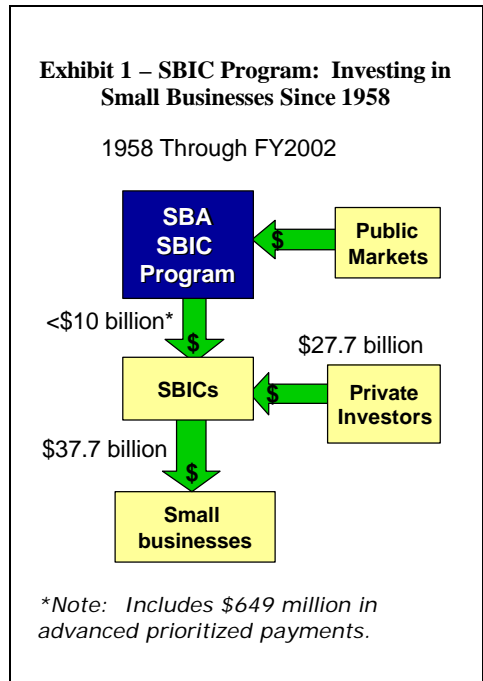 Exhibit 1 – SBIC Program:  Investing in
Small Businesses Since 1958
1958 Through FY2002
SBA
SBIC
Program
$
Public
Markets
<$10 billion*
$
$27.7 billion
SBICs
$
Private
Investors
$37.7 billion
$
Small
businesses
*Note:  Includes $649 million in
advanced prioritized payments.